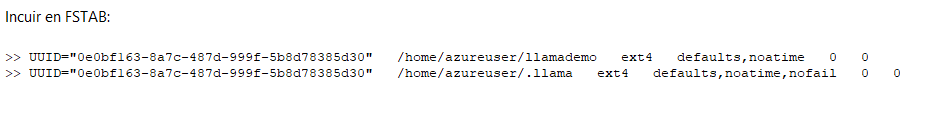 Incuir en FSTAB:
>> UUID="0e0bf163-8a7c-487d-999f-5b8d78385d30" /home/azureuser/llamademo ext4 defaults,noatime 0 0
>> UUID="0e0bf163-8a7c-487d-999f-5b8d78385d30" /home/azureuser/.llama ext4 defaults,noatime,nofail 0 0